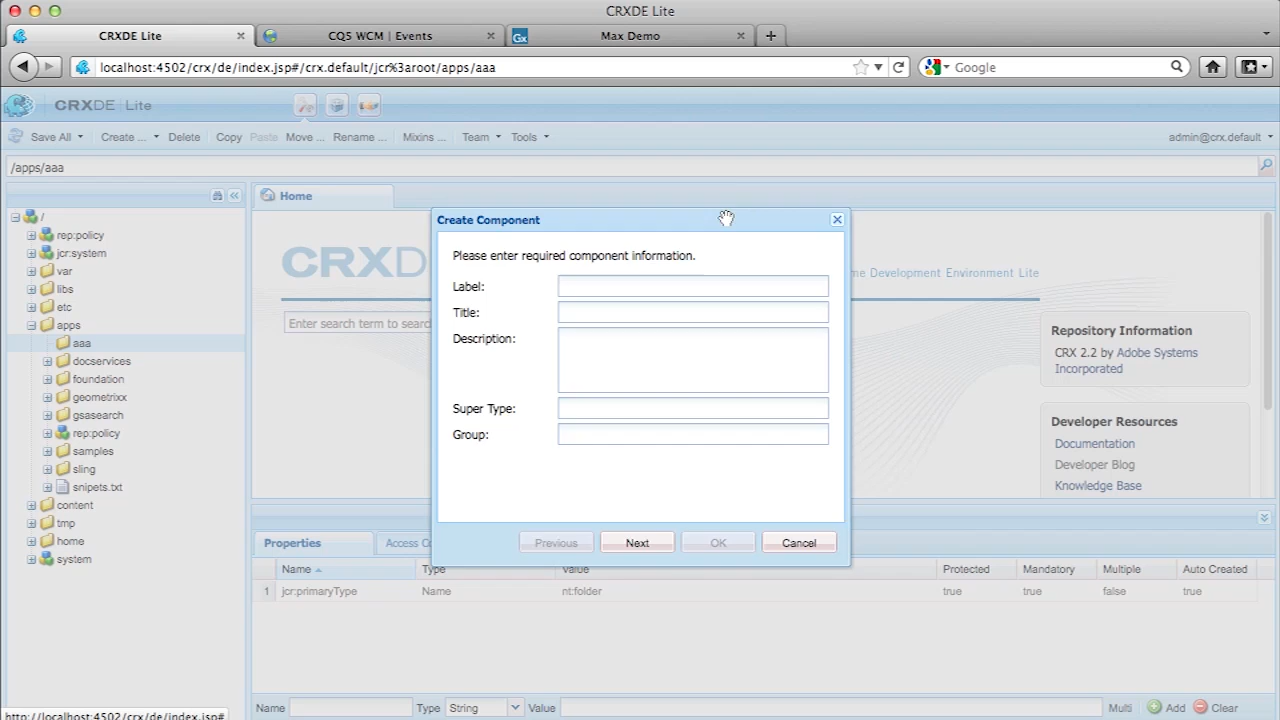 CRXDE Lite
CRXDE Lite
CQ5 WCM | Events
Max Demo
localhost:4502/crx/de/index.jsp#/crx.default/jcr%3aroot/apps/aaa
Google
CRXDE | Lite
Save All Create ... Delete Copy Paste Move ... Rename ... Mixins ... Team Tools admin@crx.default
/apps/aaa
Home
/
rep:policy
jcr:system
var
libs
etc
apps
aaa
docservices
foundation
geometrixx
gsasearch
rep:policy
samples
sling
snipets.txt
content
tmp
home
system
CRXD
Development Environment Lite
Enter search term to searc
Repository Information
CRX 2.2 by Adobe Systems
Incorporated
Developer Resources
Documentation
Developer Blog
Knowledge Base
Create Component
Please enter required component information.
Label:
Title:
Description:
Super Type:
Group:
Previous Next OK Cancel
Properties Access Co
Name Type Value Protected Mandatory Multiple Auto Created
1 jcr:primaryType Name nt:folder true true false true
Name Type String Value Multi Add Clear
http://localhost:4502/crx/de/index.jsp#